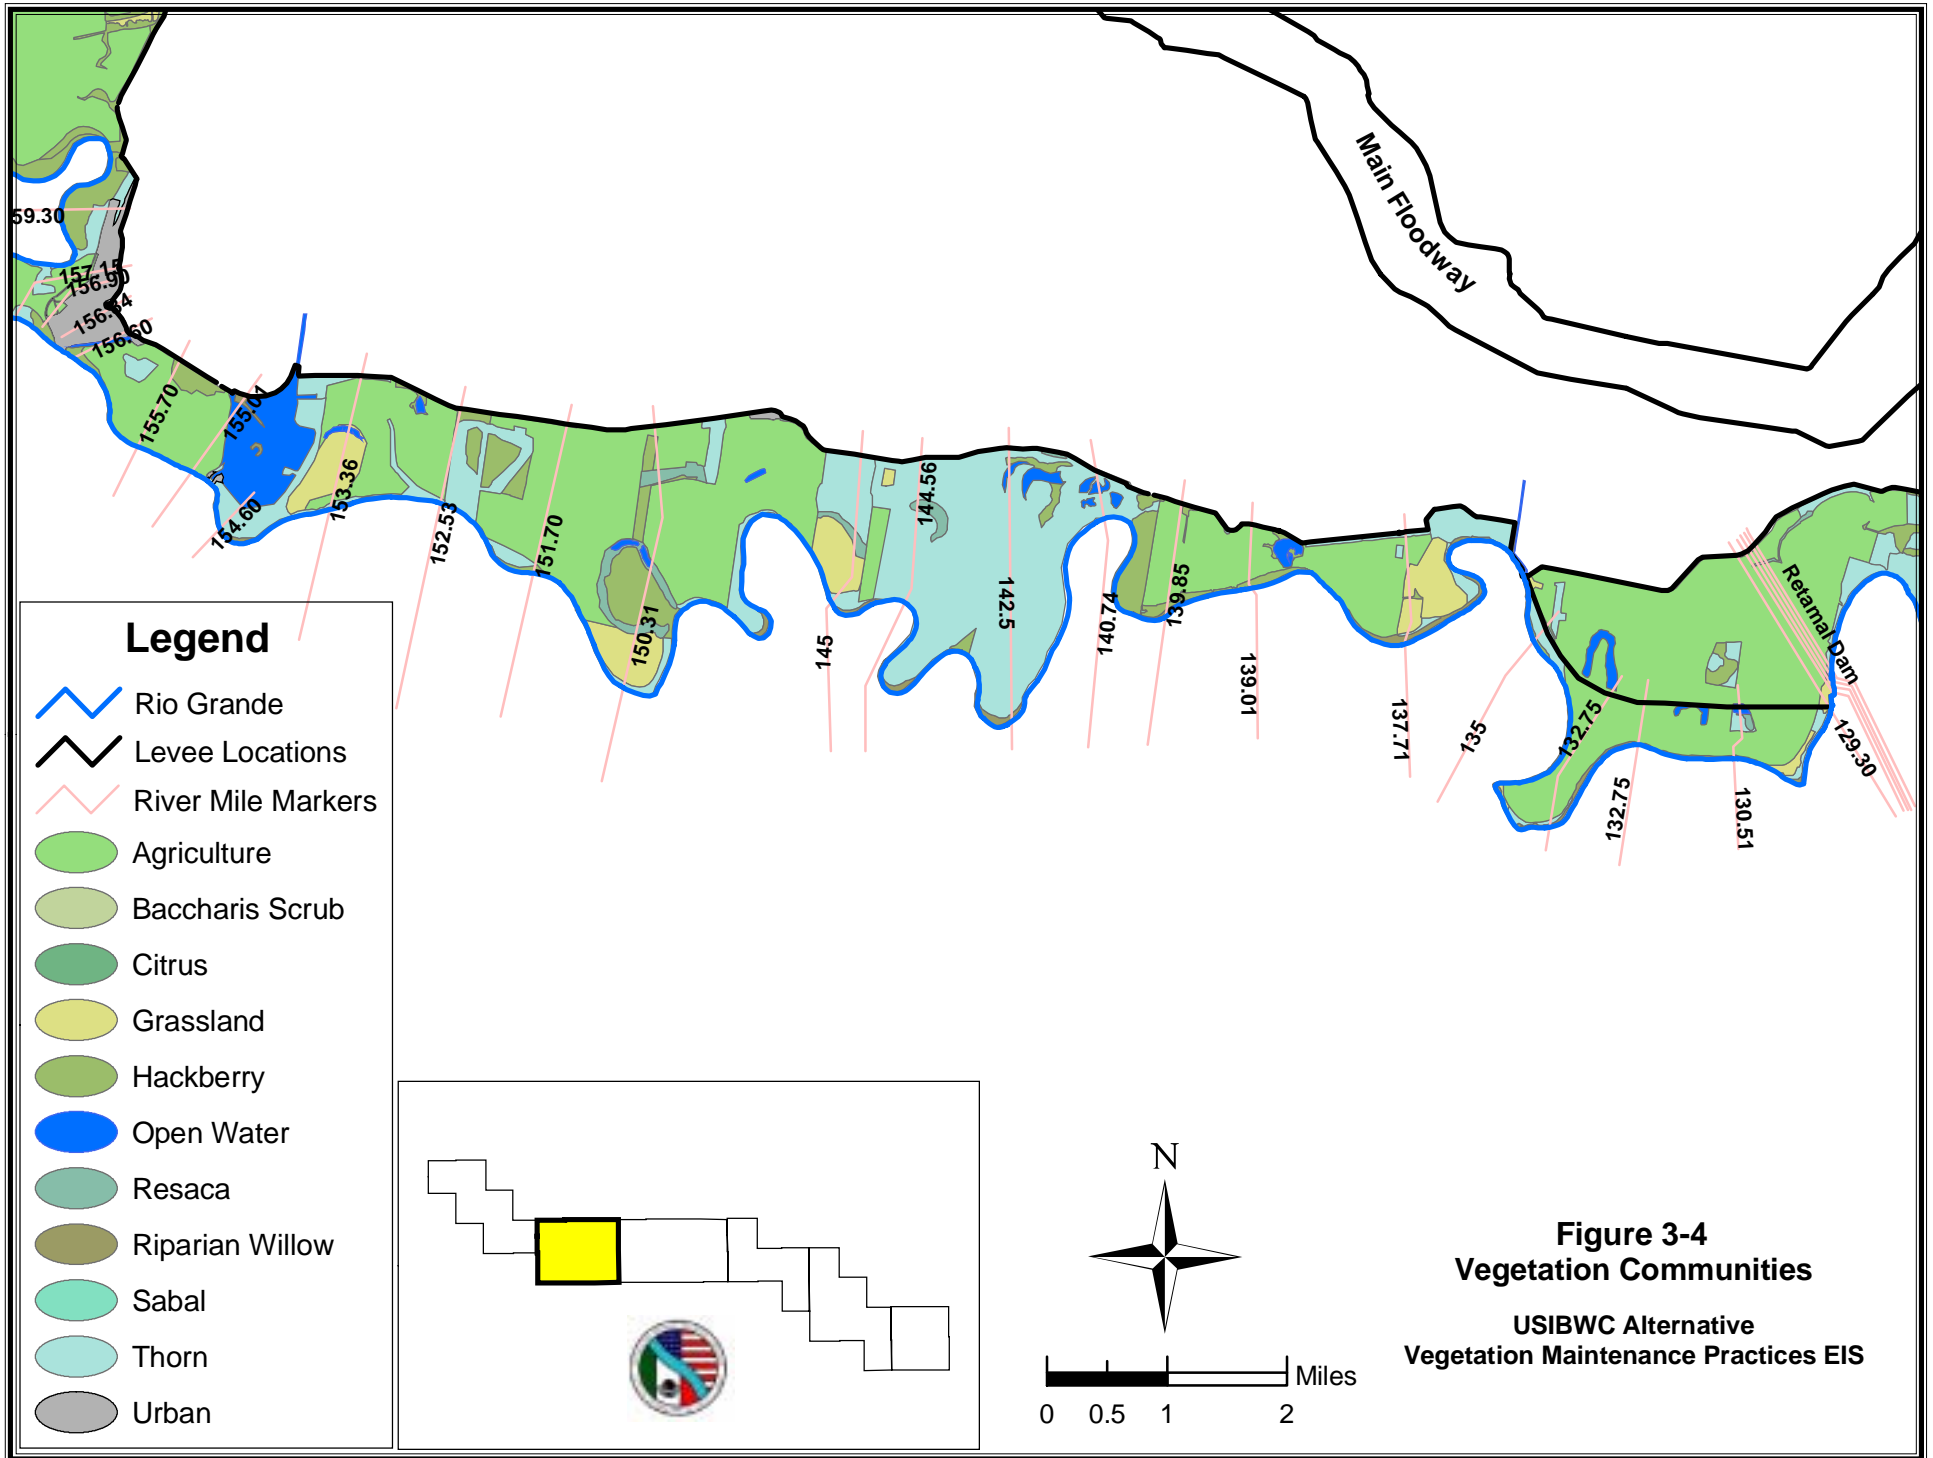 Main Floodway
59.30
157.15
156.90
156.84
156.60
155.70
155.01
154.60
153.36
152.53
151.70
150.31
145
144.56
142.5
140.74
139.85
139.01
137.71
135
132.75
132.75
130.51
Retamal Dam
129.30
Legend
Rio Grande
Levee Locations
River Mile Markers
Agriculture
Baccharis Scrub
Citrus
Grassland
Hackberry
Open Water
Resaca
Riparian Willow
Sabal
Thorn
Urban
N
Miles
0 0.5 1 2
Figure 3-4
Vegetation Communities
USIBWC Alternative
Vegetation Maintenance Practices EIS